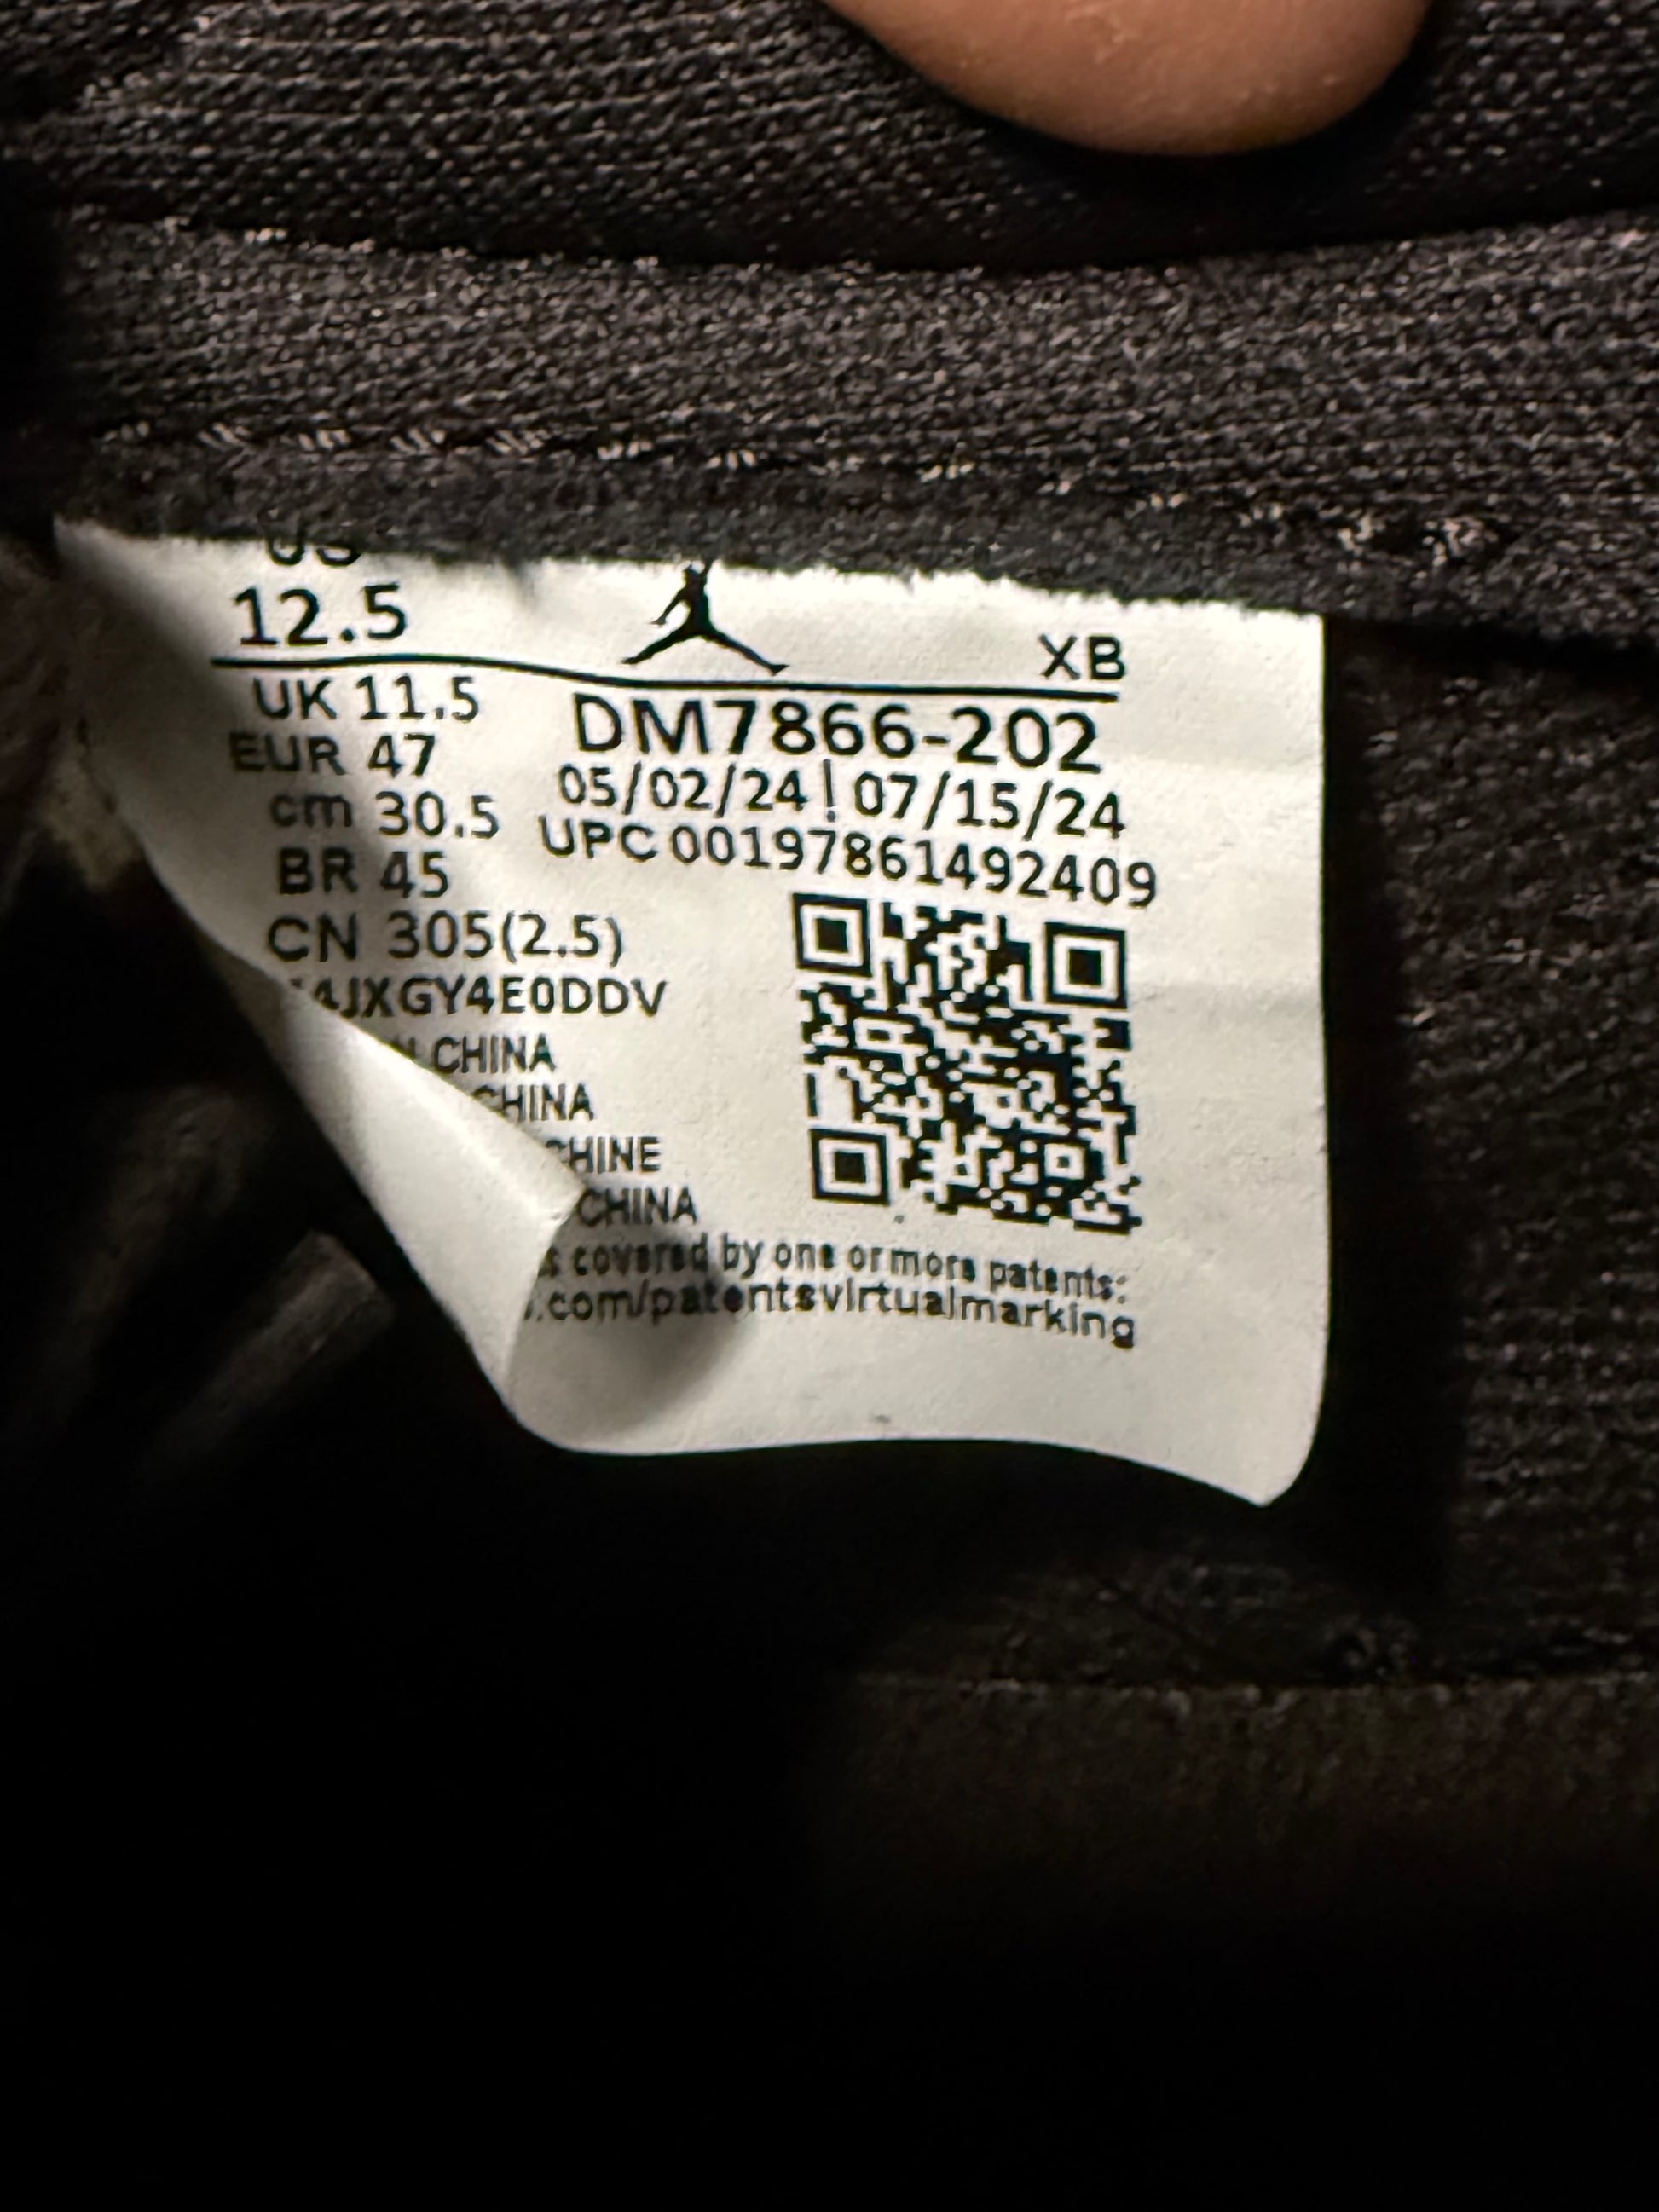 US
12.5
XB
UK 11.5
EUR 47
cm 30.5
BR 45
CN 305(2.5)
DM7866-202
05/02/24 | 07/15/24
UPC 00197861492409
4JXGY4E0DDV
CHINA
CHINA
CHINE
CHINA
covered by one or more patents:
.com/patentsvirtualmarking